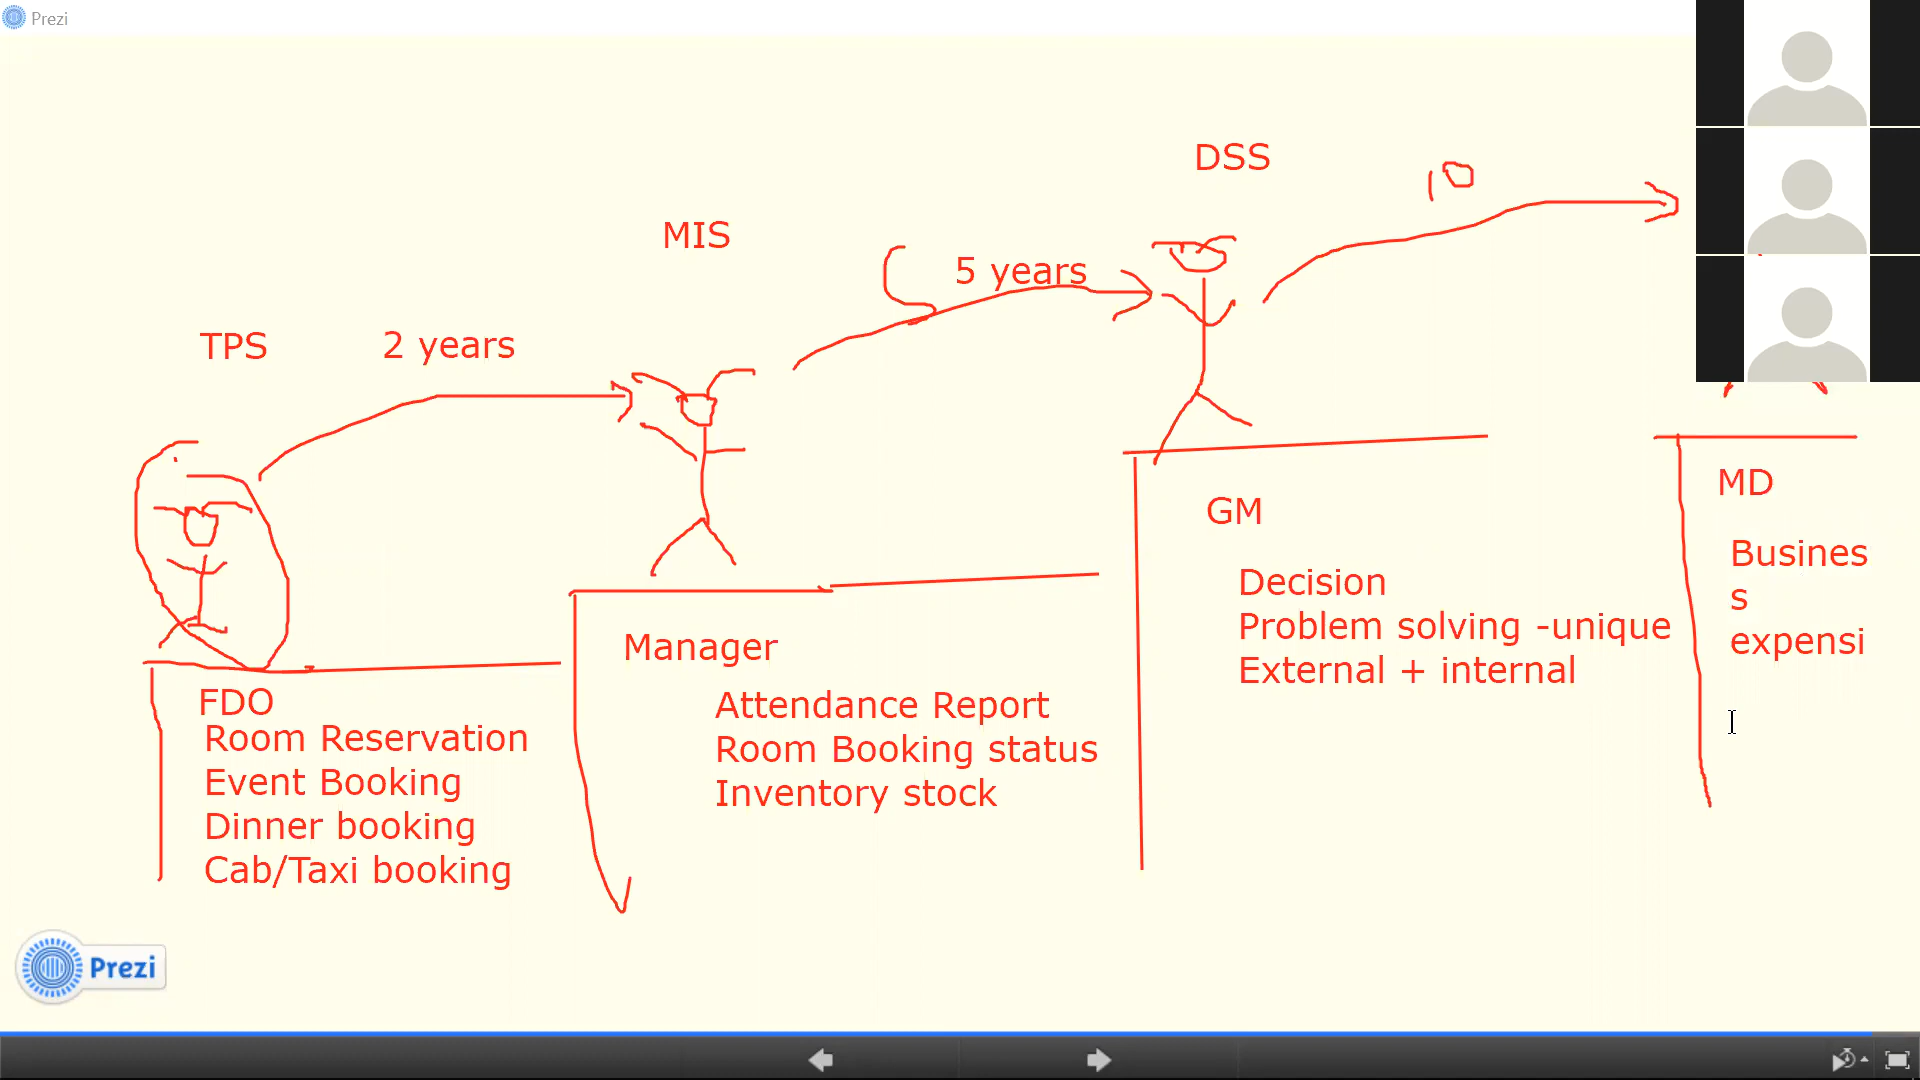 Prezi
DSS
10
MIS
5 years
TPS
2 years
MD
GM
Busines
s
expensi
Decision
Problem solving -unique
External + internal
Manager
Attendance Report
Room Booking status
Inventory stock
FDO
Room Reservation
Event Booking
Dinner booking
Cab/Taxi booking
Prezi